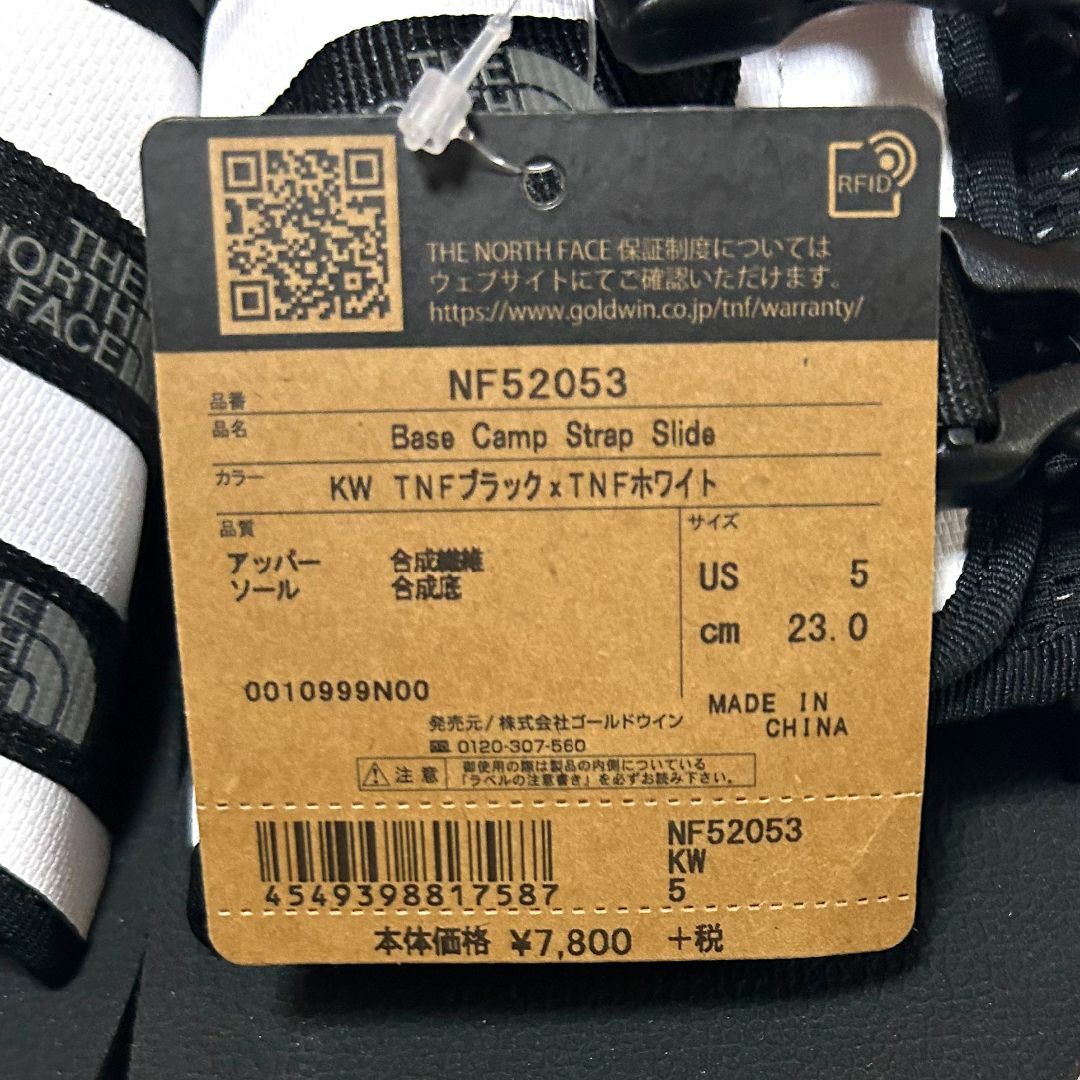 THE
THE
NORTH
FACE
RFID
THE NORTH FACE 保証制度については
ウェブサイトにてご確認いただけます。
https://www.goldwin.co.jp/tnf/warranty/
品番 NF52053
品名 Base Camp Strap Slide
カラー KW TNFブラックxTNFホワイト
品質
アッパー 合成繊維
ソール 合成底
サイズ
US 5
cm 23.0
0010999N00
MADE IN
CHINA
発売元/株式会社ゴールドウイン
0120-307-560
注意 御使用の際は製品の内側についている
「ラベルの注意書き」を必ずお読み下さい。
4549398817587
NF52053
KW
5
本体価格 ¥7,800 +税